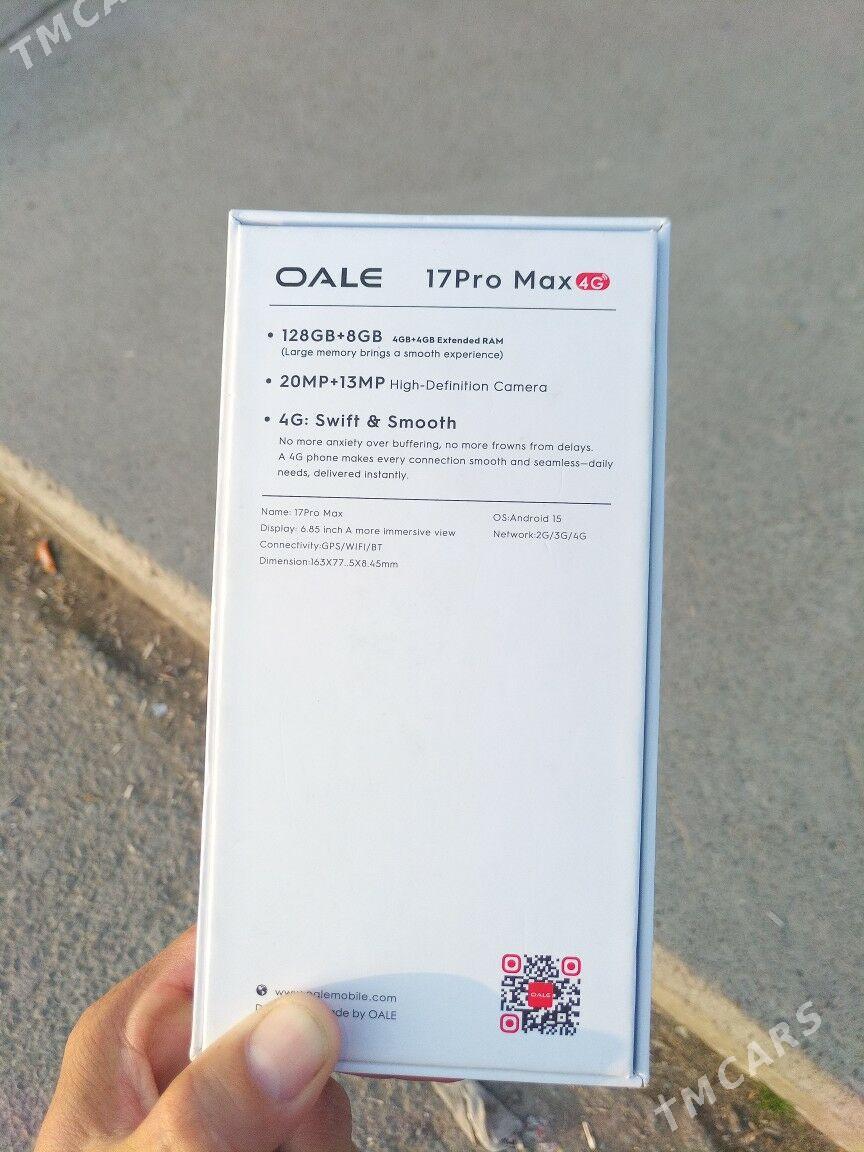 TMCARS
OALE 17Pro Max 4G
• 128GB+8GB 4GB+4GB Extended RAM
(Large memory brings a smooth experience)
• 20MP+13MP High-Definition Camera
• 4G: Swift & Smooth
No more anxiety over buffering, no more frowns from delays.
A 4G phone makes every connection smooth and seamless—daily
needs, delivered instantly.
Name: 17Pro Max
Display: 6.85 inch A more immersive view
Connectivity:GPS/WIFI/BT
Dimension:163X77..5X8.45mm
OS:Android 15
Network:2G/3G/4G
www.oalemobile.com
by OALE
OALE
TMCARS